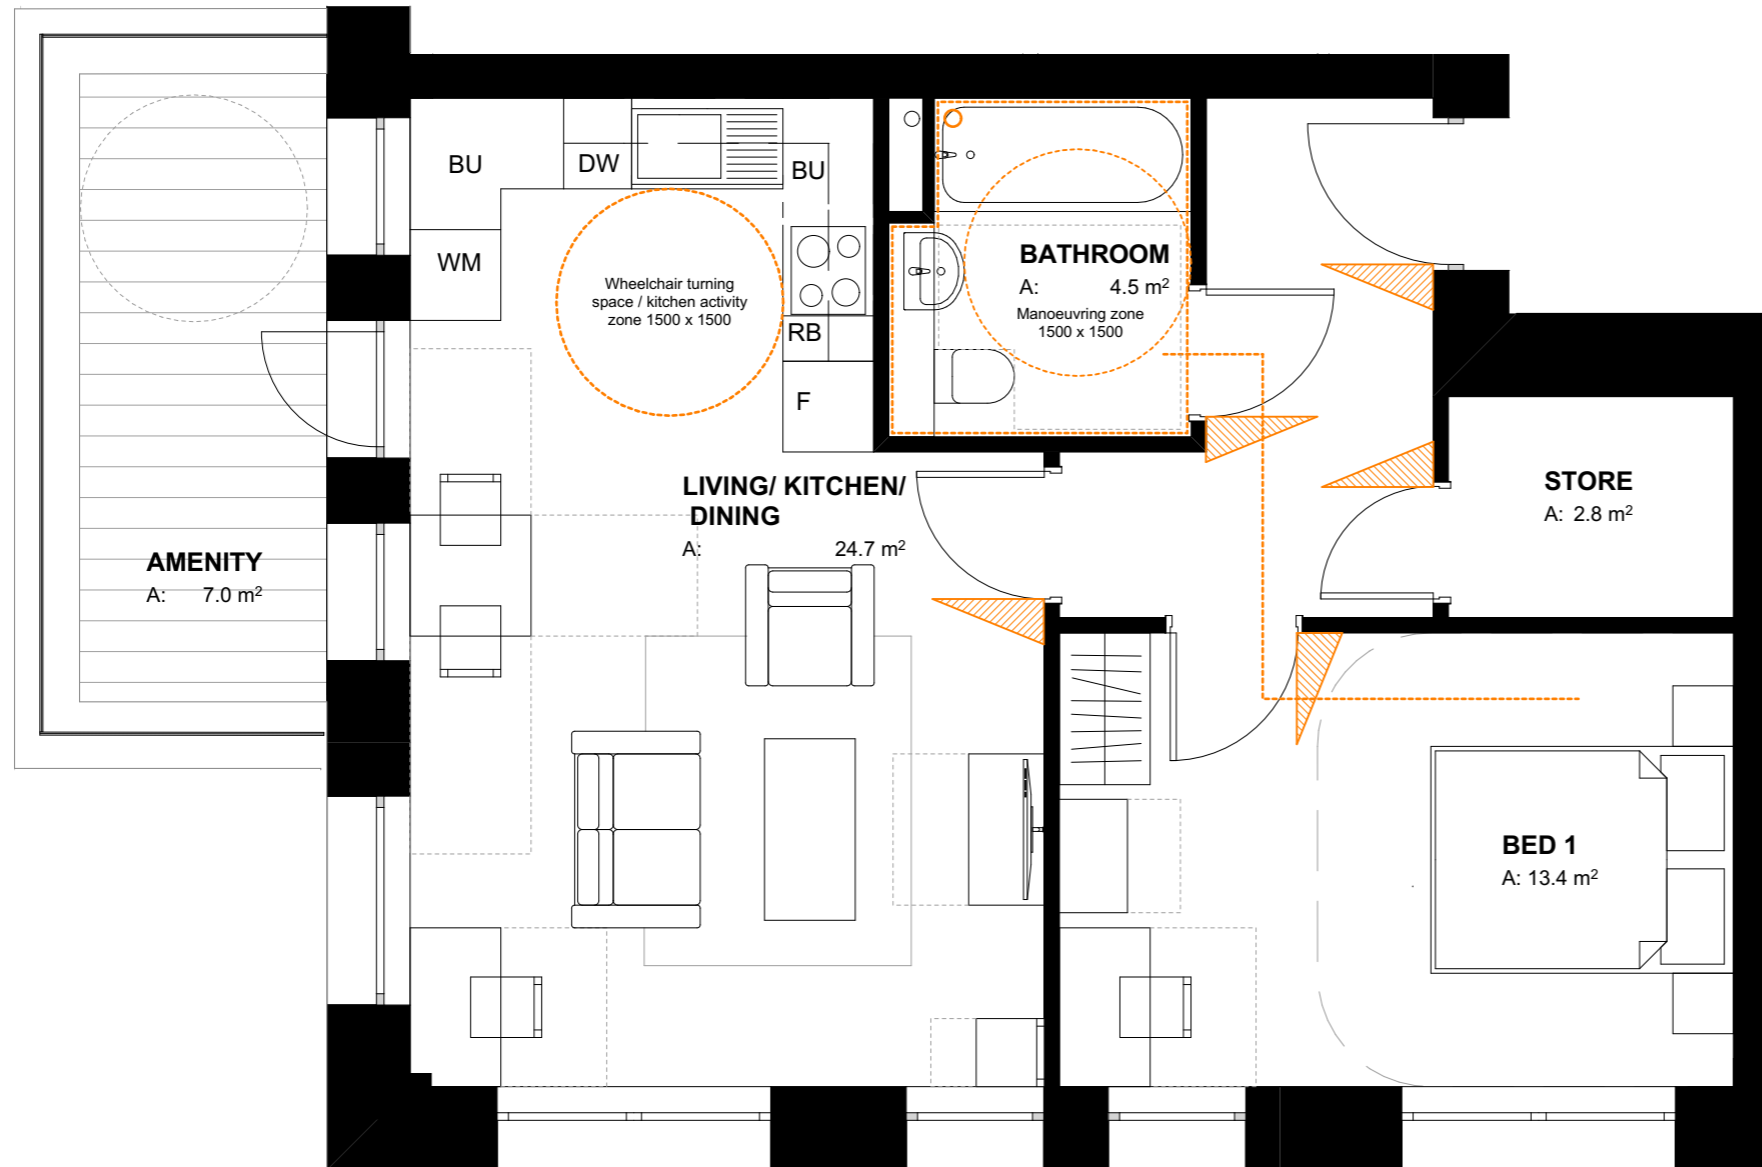 BU
DW
BU
WM
Wheelchair turning
space / kitchen activity
zone 1500 x 1500
RB
F
BATHROOM
A: 4.5 m²
Manoeuvring zone
1500 x 1500
LIVING/ KITCHEN/
DINING
A: 24.7 m²
STORE
A: 2.8 m²
AMENITY
A: 7.0 m²
BED 1
A: 13.4 m²